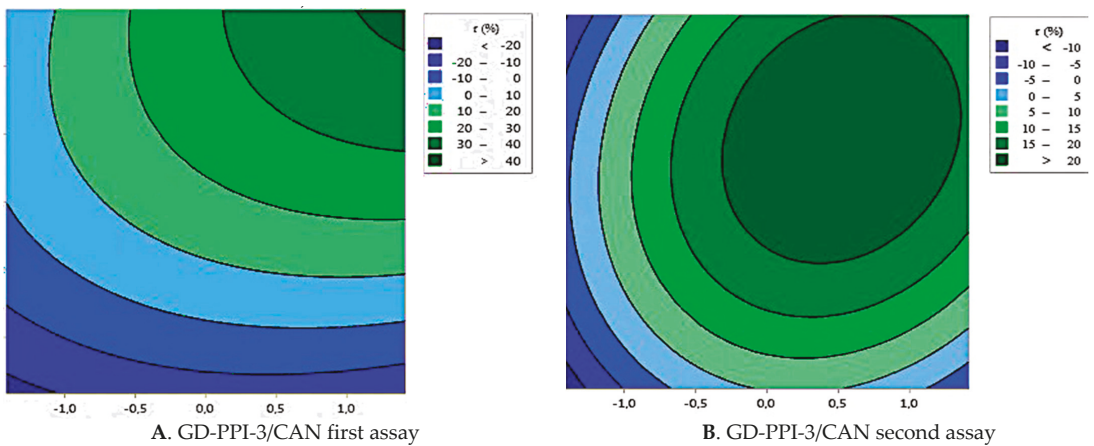 r (%)
< -20
-20 – -10
-10 – 0
0 – 10
10 – 20
20 – 30
30 – 40
> 40
-1,0 -0,5 0,0 0,5 1,0
A. GD-PPI-3/CAN first assay
r (%)
< -10
-10 – -5
-5 – 0
0 – 5
5 – 10
10 – 15
15 – 20
> 20
-1,0 -0,5 0,0 0,5 1,0
B. GD-PPI-3/CAN second assay